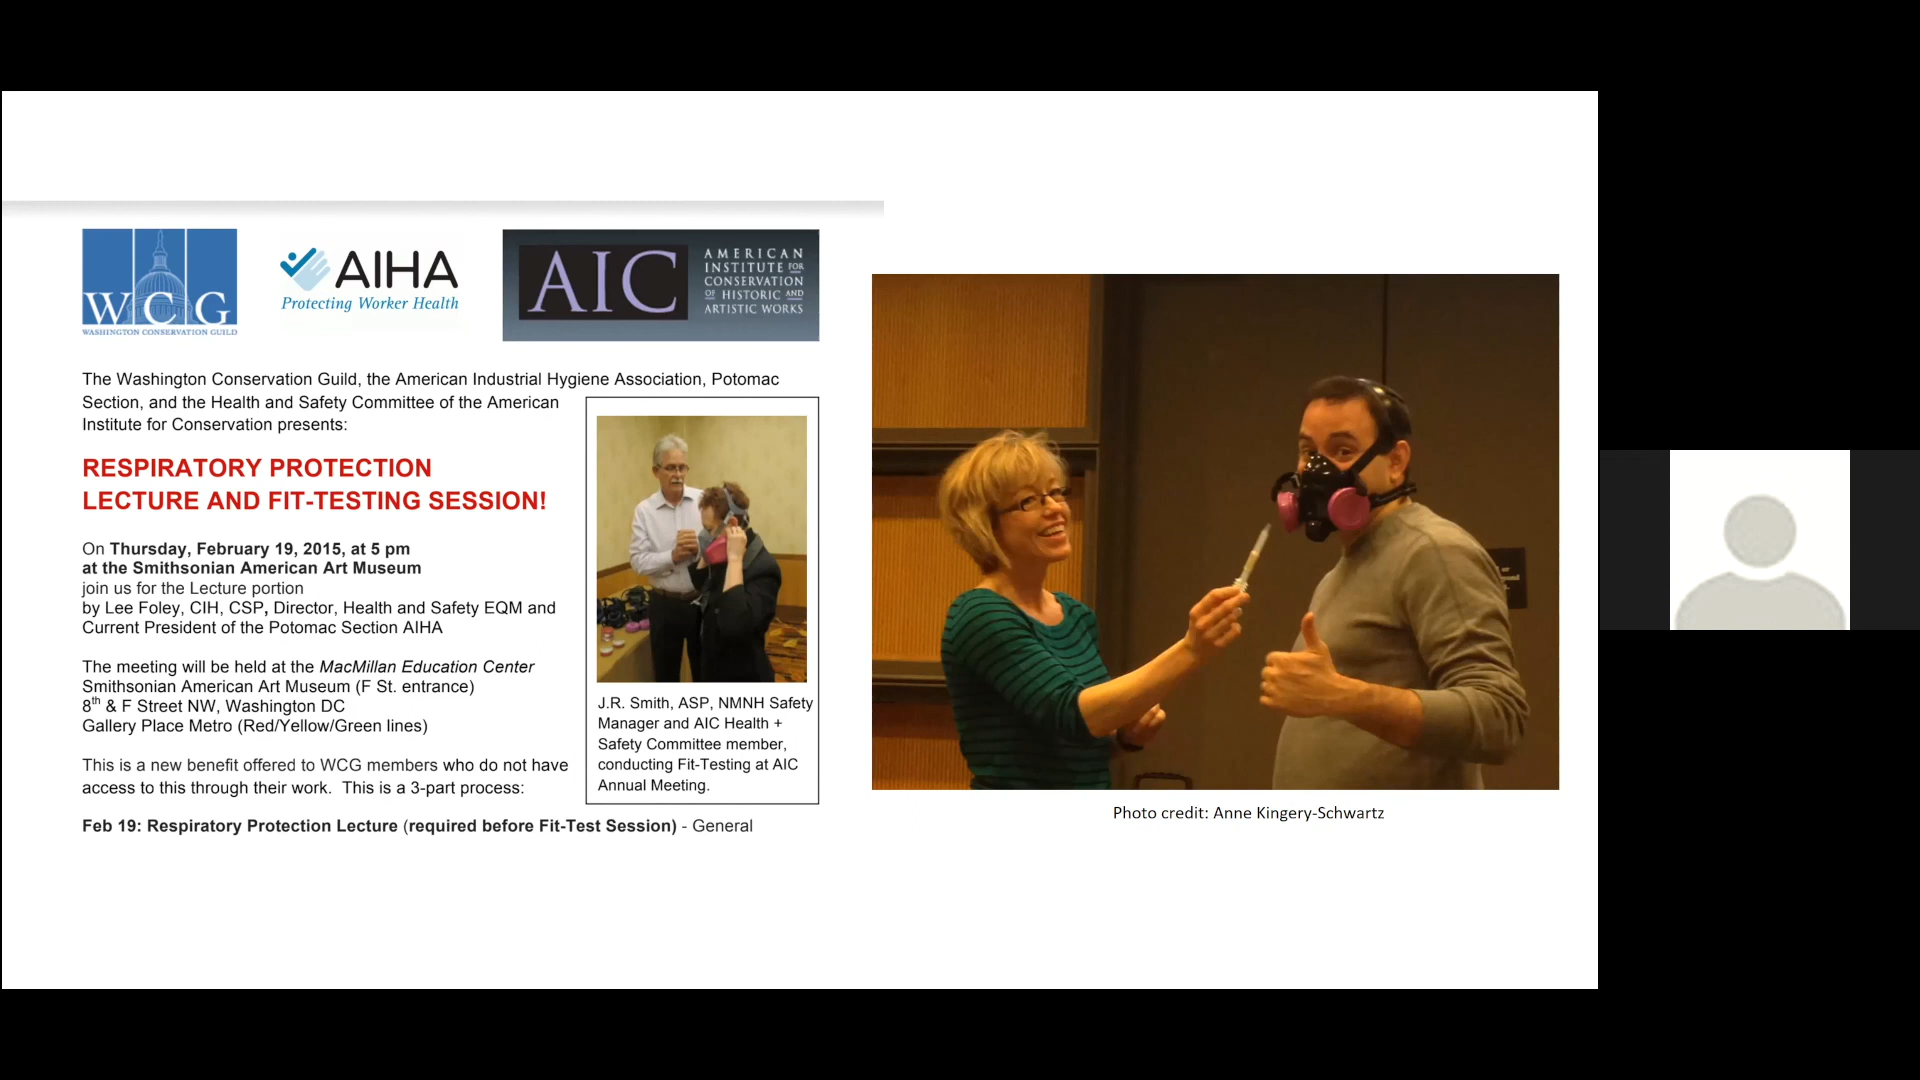 WCG
WASHINGTON CONSERVATION GUILD
AIHA
Protecting Worker Health
AIC
AMERICAN
INSTITUTE FOR
CONSERVATION
OF HISTORIC AND
ARTISTIC WORKS
The Washington Conservation Guild, the American Industrial Hygiene Association, Potomac
Section, and the Health and Safety Committee of the American
Institute for Conservation presents:
RESPIRATORY PROTECTION
LECTURE AND FIT-TESTING SESSION!
On Thursday, February 19, 2015, at 5 pm
at the Smithsonian American Art Museum
join us for the Lecture portion
by Lee Foley, CIH, CSP, Director, Health and Safety EQM and
Current President of the Potomac Section AIHA
The meeting will be held at the MacMillan Education Center
Smithsonian American Art Museum (F St. entrance)
8th & F Street NW, Washington DC
Gallery Place Metro (Red/Yellow/Green lines)
This is a new benefit offered to WCG members who do not have
access to this through their work.  This is a 3-part process:
Feb 19: Respiratory Protection Lecture (required before Fit-Test Session) - General
J.R. Smith, ASP, NMNH Safety
Manager and AIC Health +
Safety Committee member,
conducting Fit-Testing at AIC
Annual Meeting.
Photo credit: Anne Kingery-Schwartz